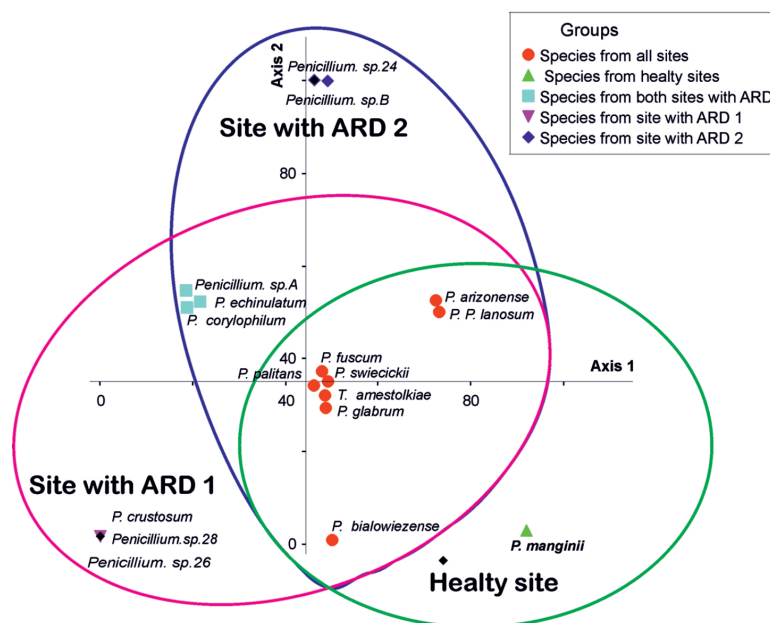 Groups
Species from all sites
Species from healty sites
Species from both sites with ARD
Species from site with ARD 1
Species from site with ARD 2
Axis 2
Penicillium. sp.24
Penicillium. sp.B
Site with ARD 2
80
Penicillium. sp.A
P. echinulatum
P. corylophilum
P. arizonense
P. P. lanosum
40
P. fuscum
P. swiecickii
P. palitans
T. amestolkiae
P. glabrum
Axis 1
0
40
80
Site with ARD 1
P. crustosum
Penicillium.sp.28
Penicillium. sp.26
P. bialowiezense
0
P. manginii
Healty site